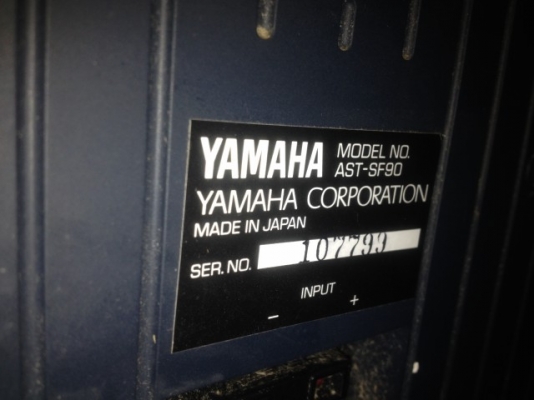 YAMAHA MODEL NO.
AST-SF90
YAMAHA CORPORATION
MADE IN JAPAN
SER. NO. 107799
INPUT
− +